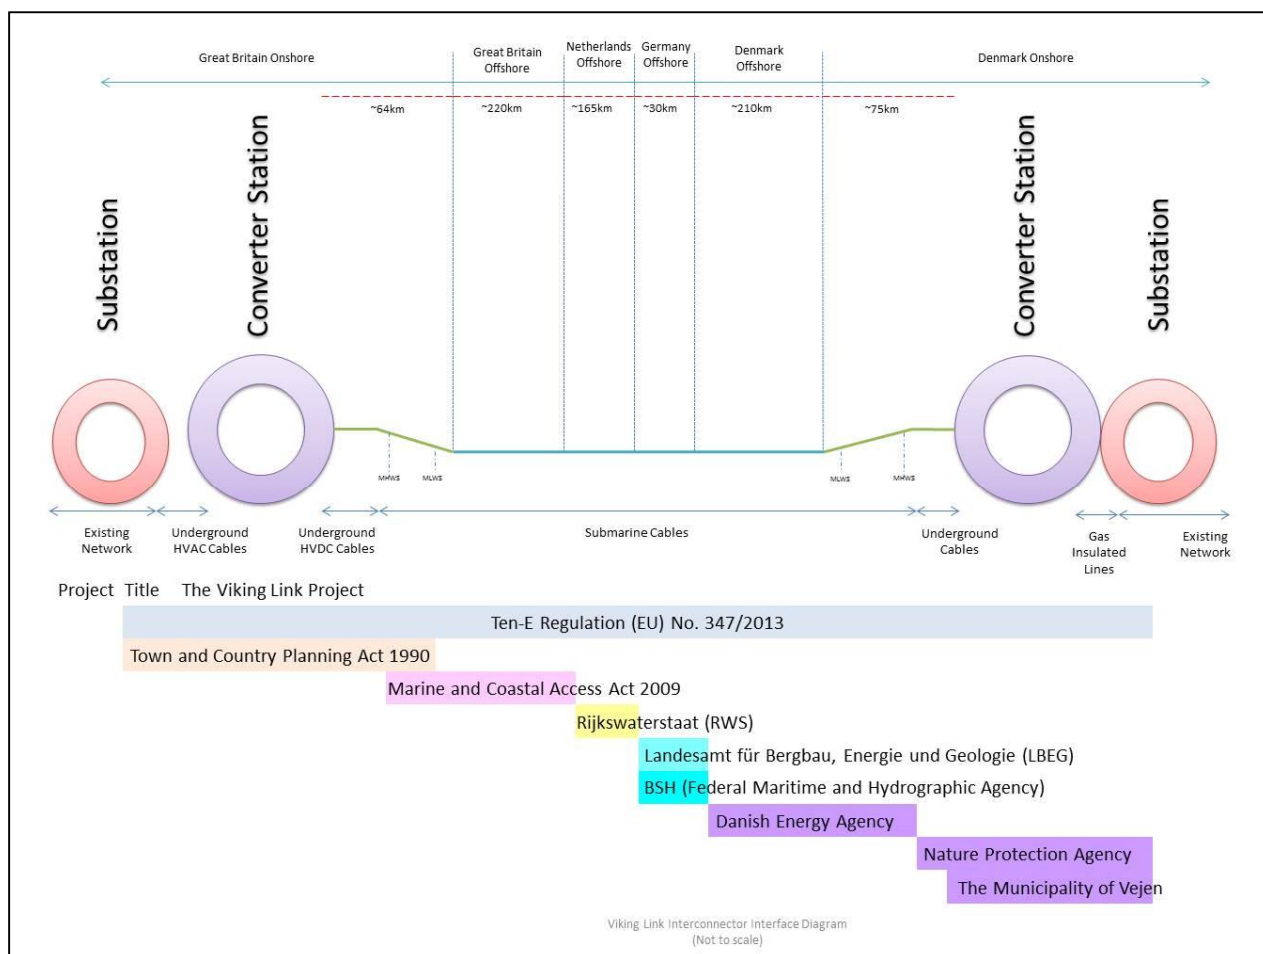 Great Britain Onshore
Great Britain
Offshore
Netherlands
Offshore
Germany
Offshore
Denmark
Offshore
Denmark Onshore
~64km
~220km
~165km
~30km
~210km
~75km
Substation
Converter Station
Converter Station
Substation
MHWS
MLWS
MLWS
MHWS
Existing
Network
Underground
HVAC Cables
Underground
HVDC Cables
Submarine Cables
Underground
Cables
Gas
Insulated
Lines
Existing
Network
Project Title The Viking Link Project
Ten-E Regulation (EU) No. 347/2013
Town and Country Planning Act 1990
Marine and Coastal Access Act 2009
Rijkswaterstaat (RWS)
Landesamt für Bergbau, Energie und Geologie (LBEG)
BSH (Federal Maritime and Hydrographic Agency)
Danish Energy Agency
Nature Protection Agency
The Municipality of Vejen
Viking Link Interconnector Interface Diagram
(Not to scale)